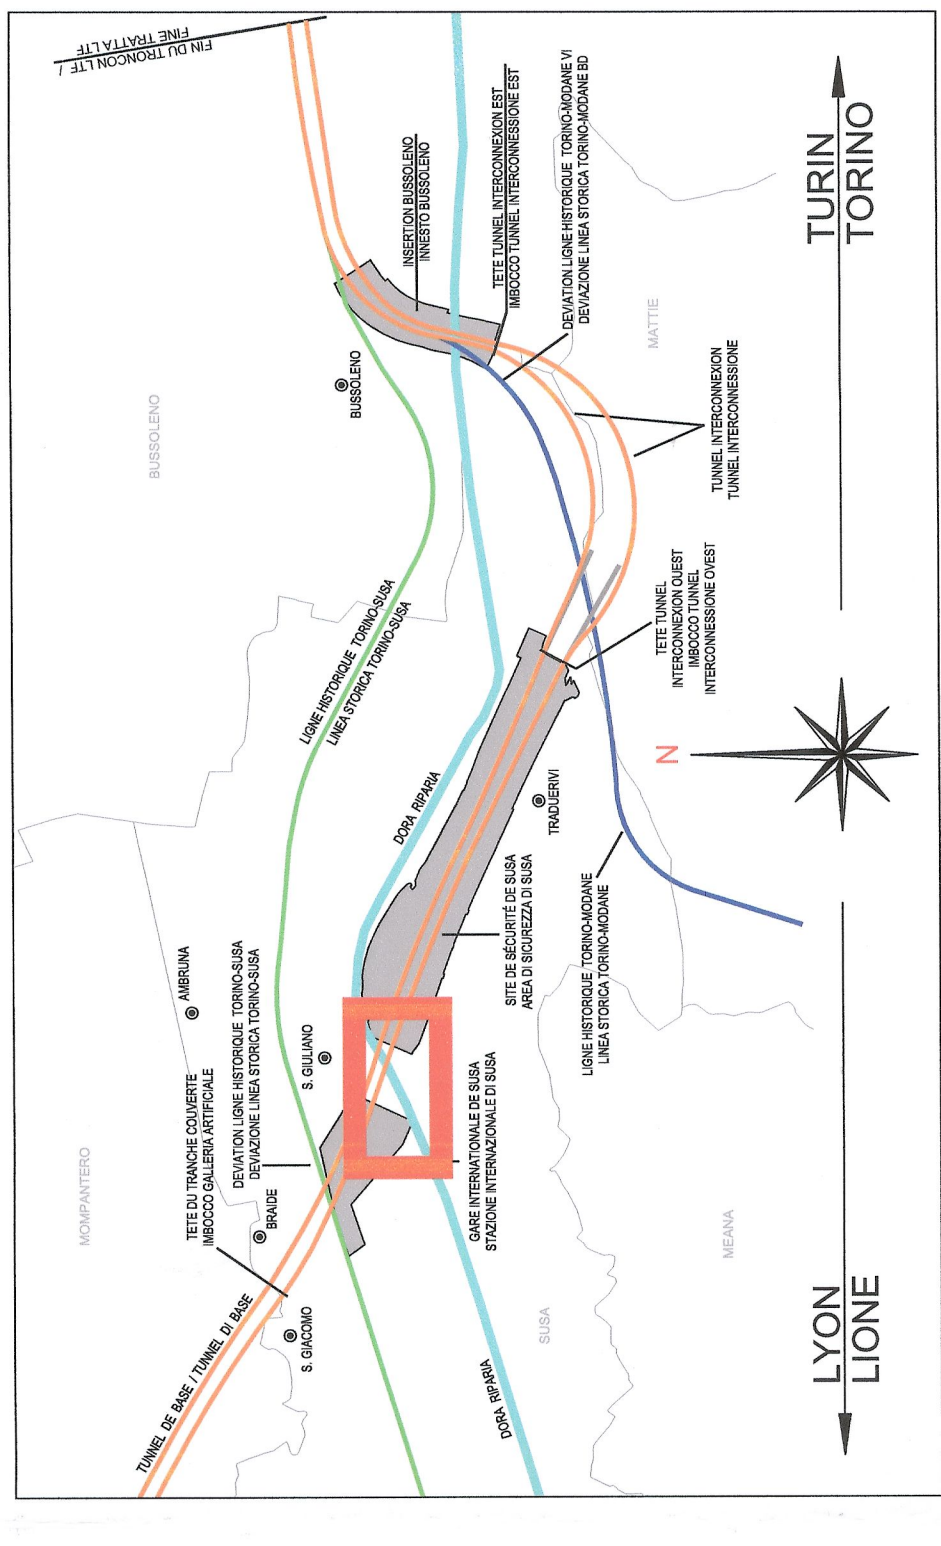 FIN DU TRONCON LTF /
FINE TRATTA LTF
MOMPANTERO
BUSSOLENO
TUNNEL DE BASE / TUNNEL DI BASE
TETE DU TRANCHE COUVERTE
IMBOCCO GALLERIA ARTIFICIALE
AMBRUNA
DEVIATION LIGNE HISTORIQUE TORINO-SUSA
DEVIAZIONE LINEA STORICA TORINO-SUSA
BRAIDE
S. GIACOMO
S. GIULIANO
LIGNE HISTORIQUE TORINO-SUSA
LINEA STORICA TORINO-SUSA
BUSSOLENO
INSERTION BUSSOLENO
INNESTO BUSSOLENO
DORA RIPARIA
GARE INTERNATIONALE DE SUSA
STAZIONE INTERNAZIONALE DI SUSA
DORA RIPARIA
SITE DE SÉCURITÉ DE SUSA
AREA DI SICUREZZA DI SUSA
TETE TUNNEL INTERCONNEXION EST
IMBOCCO TUNNEL INTERCONNESSIONE EST
SUSA
TRADUERIVI
DEVIATION LIGNE HISTORIQUE TORINO-MODANE VI
DEVIAZIONE LINEA STORICA TORINO-MODANE BD
LIGNE HISTORIQUE TORINO-MODANE
LINEA STORICA TORINO-MODANE
MATTIE
TETE TUNNEL
INTERCONNEXION OUEST
IMBOCCO TUNNEL
INTERCONNESSIONE OVEST
N
TUNNEL INTERCONNEXION
TUNNEL INTERCONNESSIONE
MEANA
LYON
LIONE
TURIN
TORINO